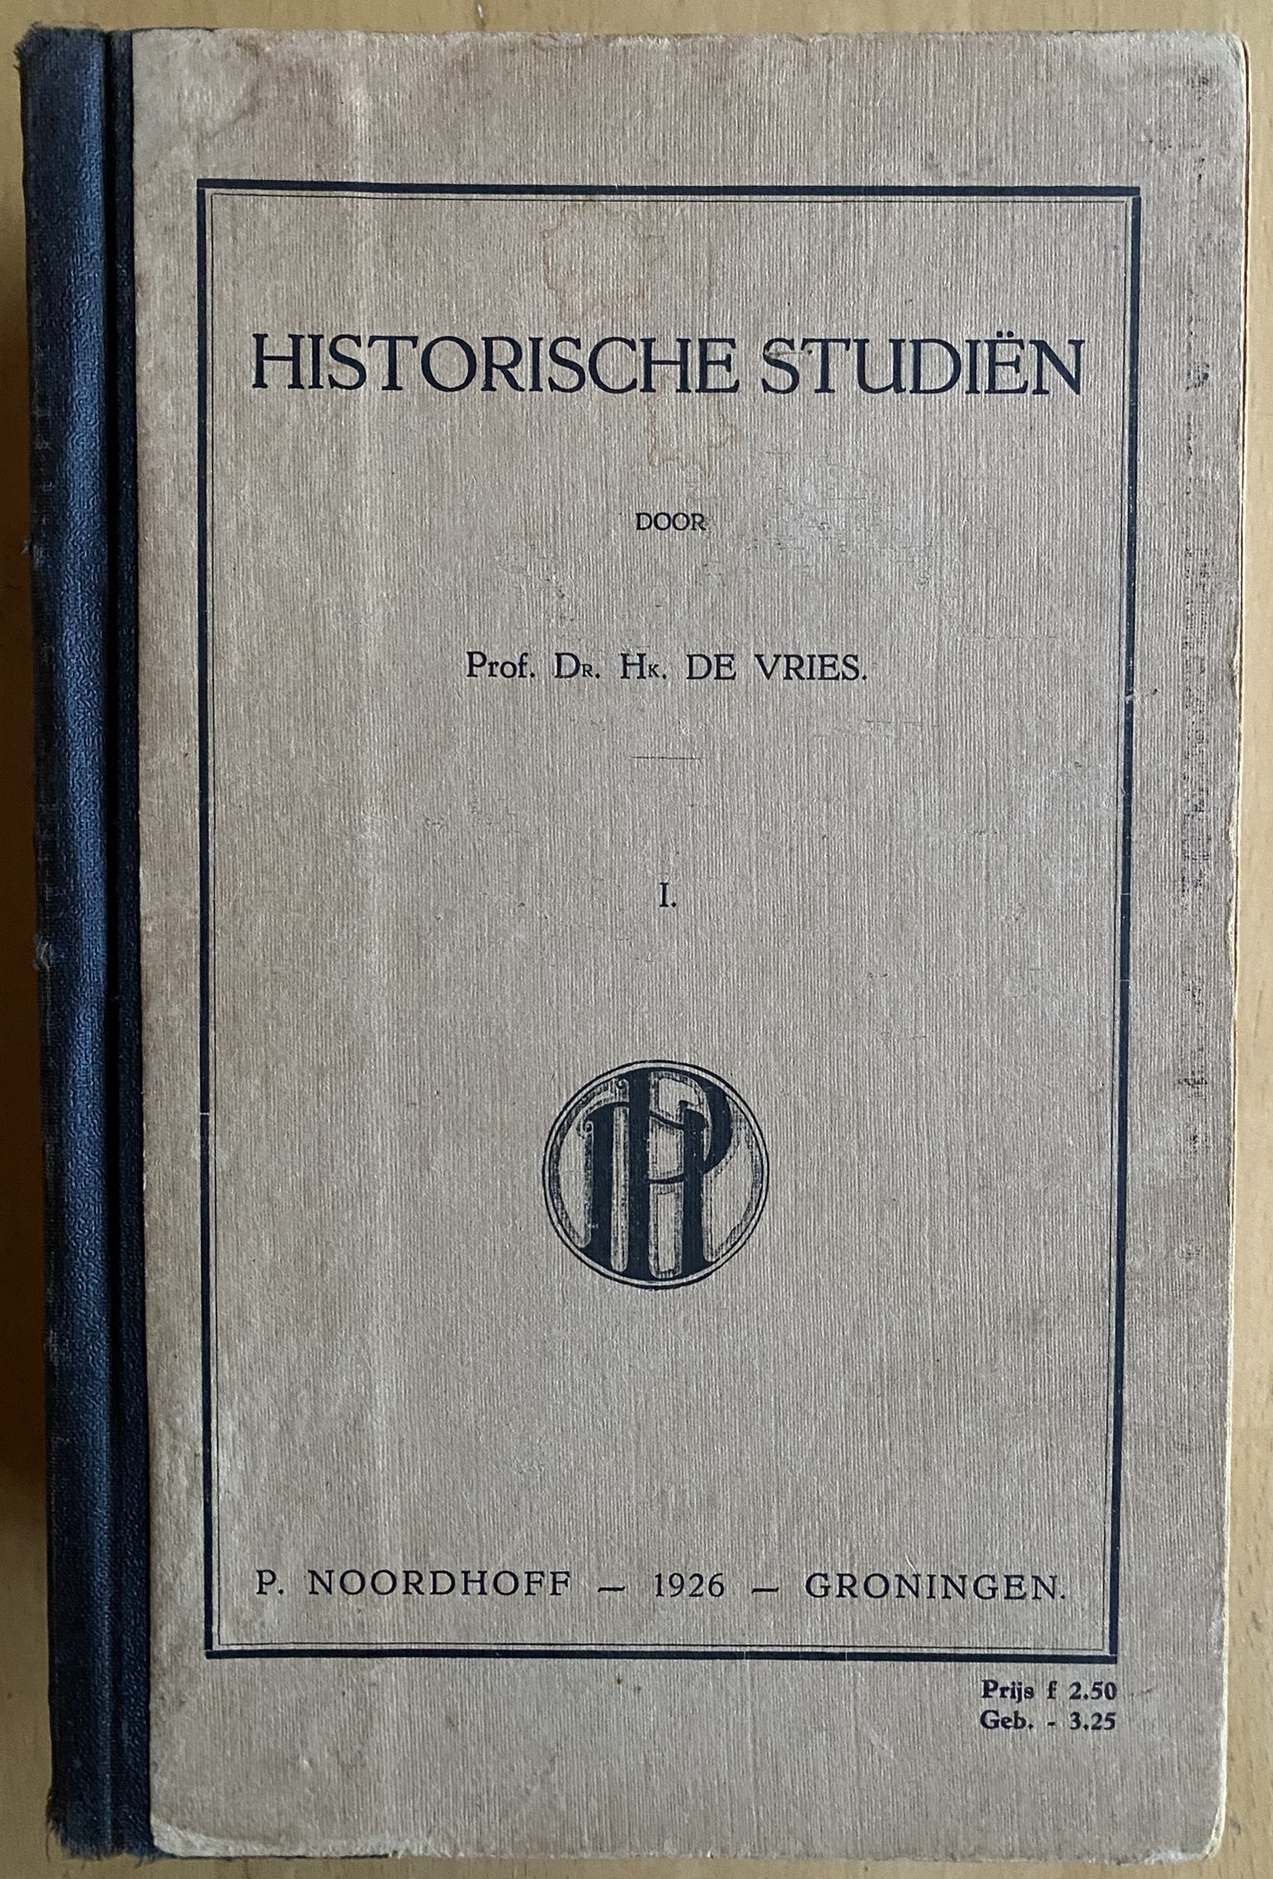 HISTORISCHE STUDIËN
DOOR
Prof. Dr. Hk. DE VRIES.
I.
P. NOORDHOFF — 1926 — GRONINGEN.
Prijs f 2.50
Geb. - 3.25